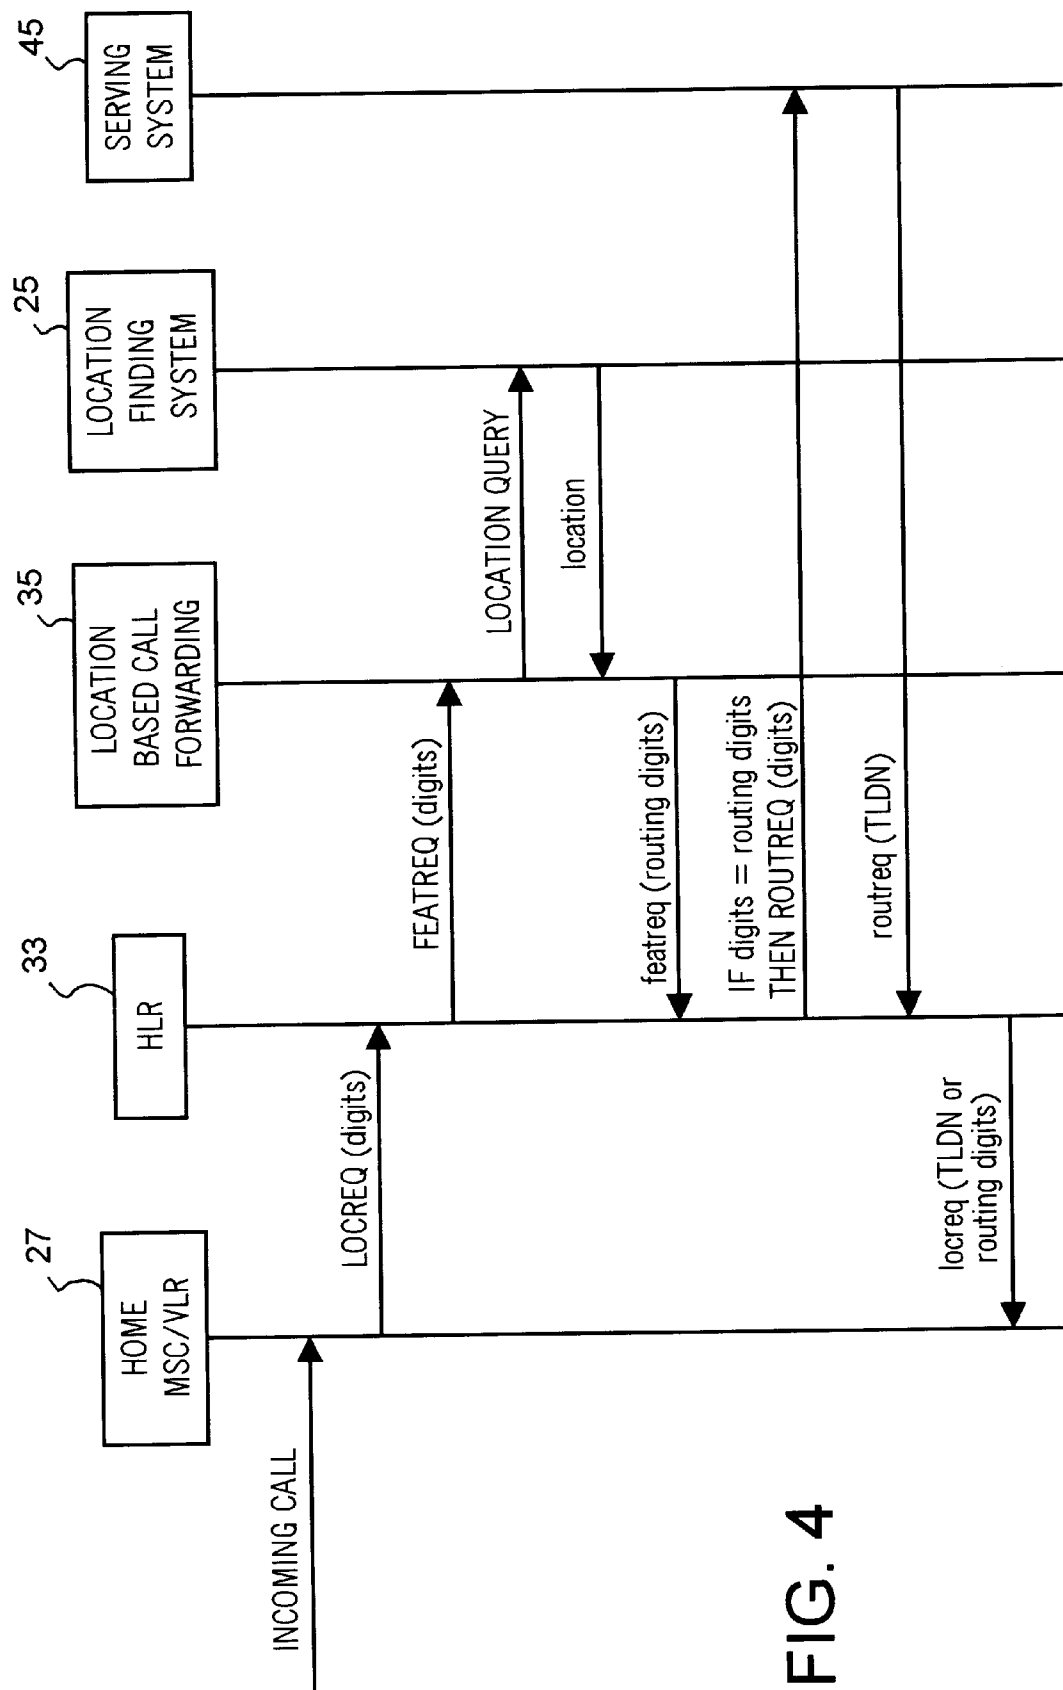 27
HOME
MSC/VLR
33
HLR
35
LOCATION
BASED CALL
FORWARDING
25
LOCATION
FINDING
SYSTEM
45
SERVING
SYSTEM
INCOMING CALL
LOCREQ (digits)
FEATREQ (digits)
LOCATION QUERY
location
featreq (routing digits)
IF digits = routing digits
THEN ROUTREQ (digits)
routreq (TLDN)
locreq (TLDN or
routing digits)
FIG. 4